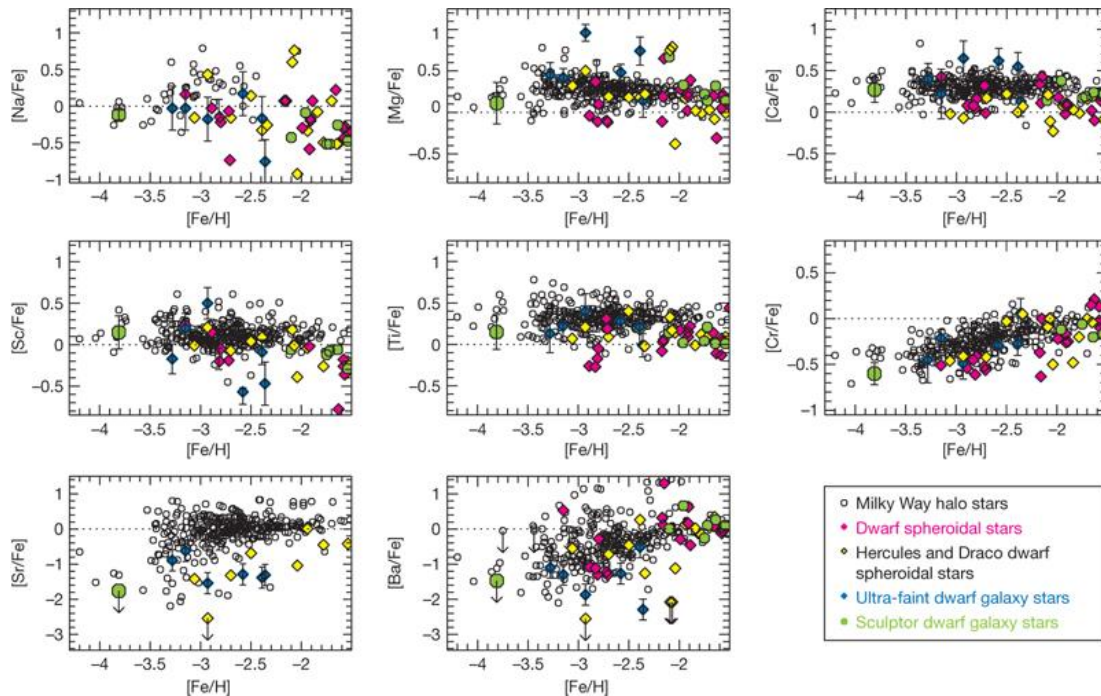 [Na/Fe]
1
0.5
0
−0.5
−1
−4 −3.5 −3 −2.5 −2
[Fe/H]
[Mg/Fe]
1
0.5
0
−0.5
−4 −3.5 −3 −2.5 −2
[Fe/H]
[Ca/Fe]
1
0.5
0
−0.5
−4 −3.5 −3 −2.5 −2
[Fe/H]
[Sc/Fe]
1
0.5
0
−0.5
−4 −3.5 −3 −2.5 −2
[Fe/H]
[Ti/Fe]
1
0.5
0
−0.5
−4 −3.5 −3 −2.5 −2
[Fe/H]
[Cr/Fe]
0.5
0
−0.5
−1
−4 −3.5 −3 −2.5 −2
[Fe/H]
[Sr/Fe]
1
0
−1
−2
−3
−4 −3.5 −3 −2.5 −2
[Fe/H]
[Ba/Fe]
1
0
−1
−2
−3
−4 −3.5 −3 −2.5 −2
[Fe/H]
Milky Way halo stars
Dwarf spheroidal stars
Hercules and Draco dwarf
spheroidal stars
Ultra-faint dwarf galaxy stars
Sculptor dwarf galaxy stars